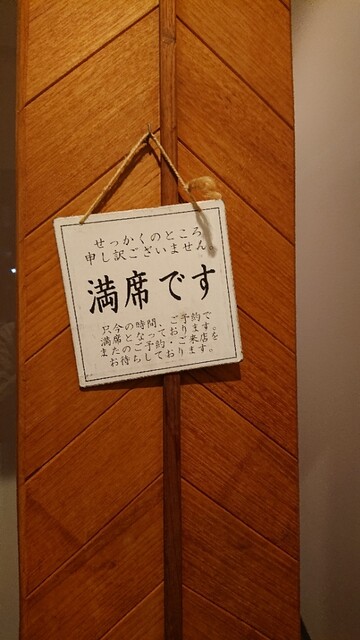 せっかくのところ
申し訳ございません。
満席です
只今の時間、ご予約で
満席となっております。
またのご予約・ご来店を
お待ちしております。